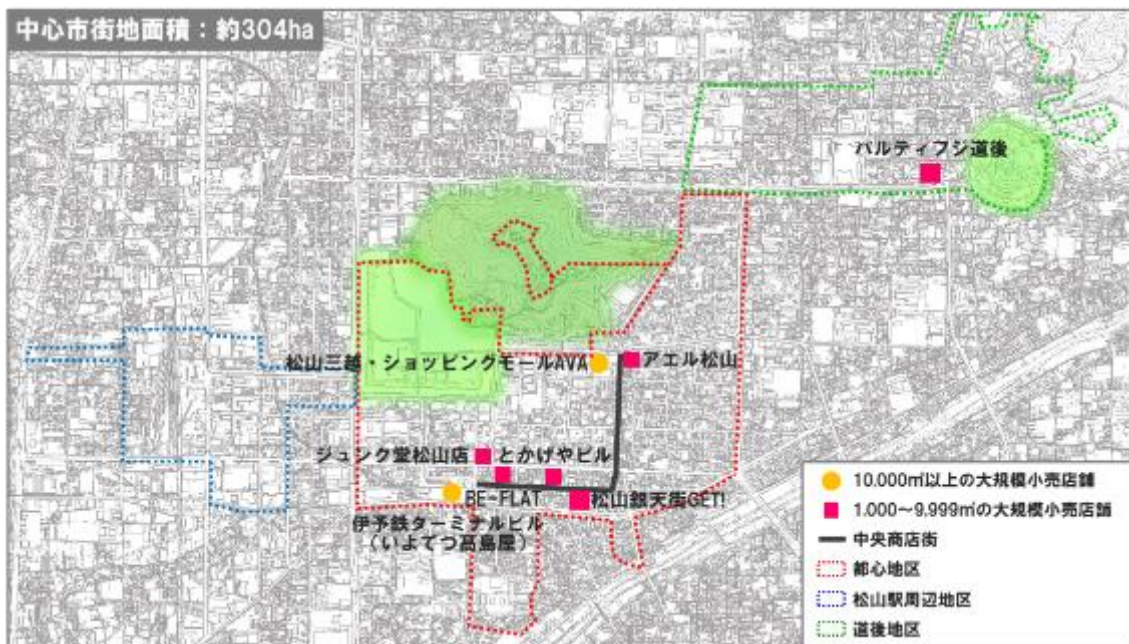 中心市街地面積：約304ha
パルティフジ道後
松山三越・ショッピングモールAVA
アエル松山
ジュンク堂松山店
とかげやビル
BE-FLAT
松山銀天街GET!
伊予鉄ターミナルビル
（いよてつ髙島屋）
10,000㎡以上の大規模小売店舗
1,000～9,999㎡の大規模小売店舗
中央商店街
都心地区
松山駅周辺地区
道後地区